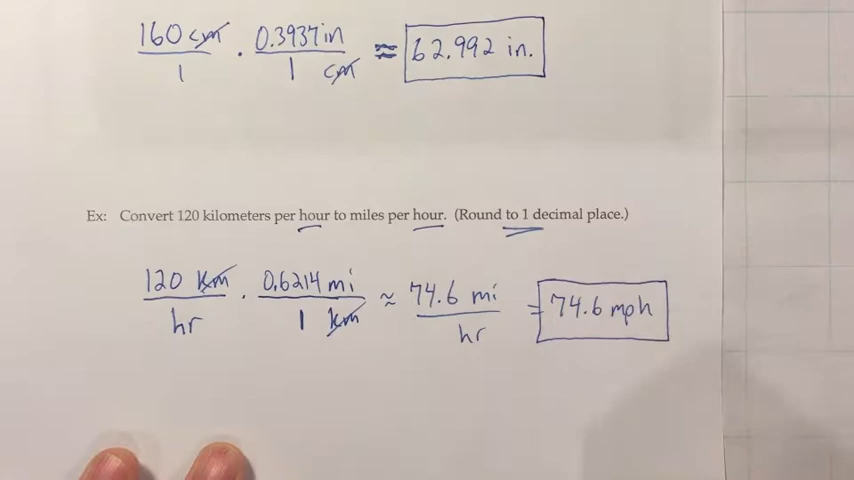 160 cm / 1 · 0.3937 in / 1 cm ≈ 62.992 in.
Ex: Convert 120 kilometers per hour to miles per hour. (Round to 1 decimal place.)
120 km / hr · 0.6214 mi / 1 km ≈ 74.6 mi / hr = 74.6 mph